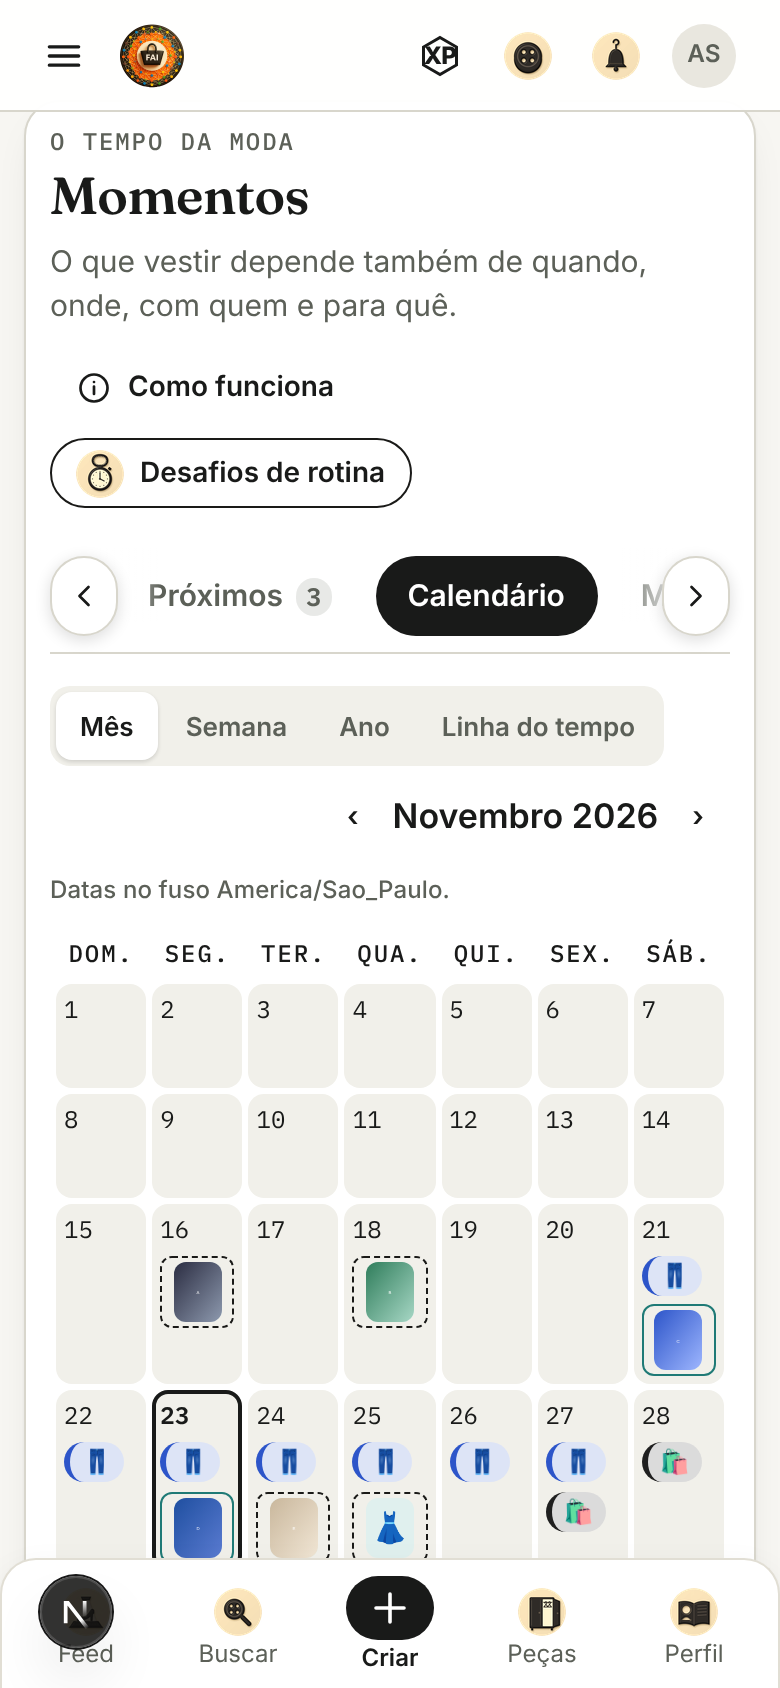 FAI
XP
AS
O TEMPO DA MODA
Momentos
O que vestir depende também de quando,
onde, com quem e para quê.
Como funciona
Desafios de rotina
Próximos 3
Calendário
M
Mês
Semana
Ano
Linha do tempo
‹ Novembro 2026 ›
Datas no fuso America/Sao_Paulo.
DOM. SEG. TER. QUA. QUI. SEX. SÁB.
1 2 3 4 5 6 7
8 9 10 11 12 13 14
15 16 17 18 19 20 21
22 23 24 25 26 27 28
N
Feed
Buscar
Criar
Peças
Perfil